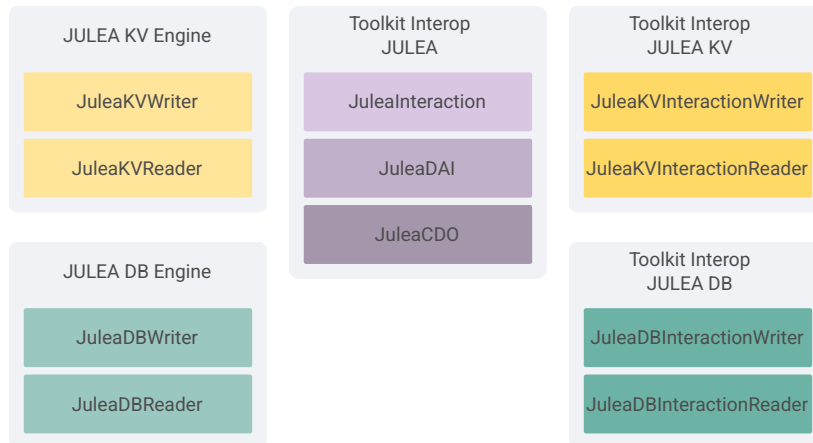 JULEA KV Engine
JuleaKVWriter
JuleaKVReader
JULEA DB Engine
JuleaDBWriter
JuleaDBReader
Toolkit Interop
JULEA
JuleaInteraction
JuleaDAI
JuleaCDO
Toolkit Interop
JULEA KV
JuleaKVInteractionWriter
JuleaKVInteractionReader
Toolkit Interop
JULEA DB
JuleaDBInteractionWriter
JuleaDBInteractionReader